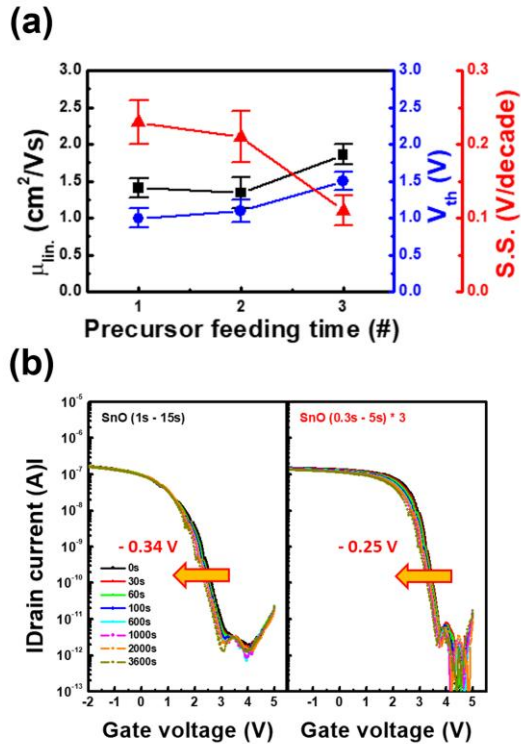 (a)
3.0
2.5
2.0
1.5
1.0
0.5
0.0
μlin. (cm²/Vs)
3.0
2.5
2.0
1.5
1.0
0.5
0.0
Vth (V)
0.3
0.2
0.1
0.0
S.S. (V/decade)
1 2 3
Precursor feeding time (#)
(b)
10⁻⁵
10⁻⁶
10⁻⁷
10⁻⁸
10⁻⁹
10⁻¹⁰
10⁻¹¹
10⁻¹²
10⁻¹³
|Drain current (A)|
SnO (1s - 15s)
- 0.34 V
0s
30s
60s
100s
600s
1000s
2000s
3600s
SnO (0.3s - 5s) * 3
- 0.25 V
-2 -1 0 1 2 3 4 5
-1 0 1 2 3 4 5
Gate voltage (V) Gate voltage (V)